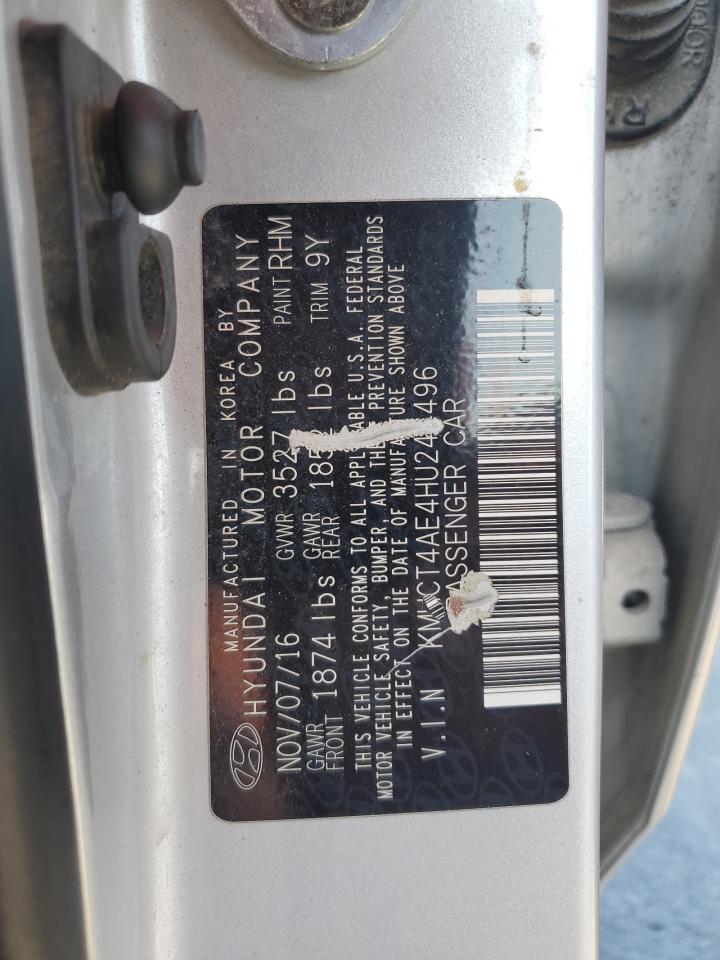 MANUFACTURED IN KOREA BY
HYUNDAI MOTOR COMPANY
NOV/07/16 GVWR 3527 lbs PAINT RHM
GAWR FRONT 1874 lbs GAWR REAR lbs TRIM 9Y
THIS VEHICLE CONFORMS TO ALL APPLICABLE U.S.A. FEDERAL
MOTOR VEHICLE SAFETY, BUMPER, AND THEFT PREVENTION STANDARDS
IN EFFECT ON THE DATE OF MANUFACTURE SHOWN ABOVE
V.I.N
PASSENGER CAR